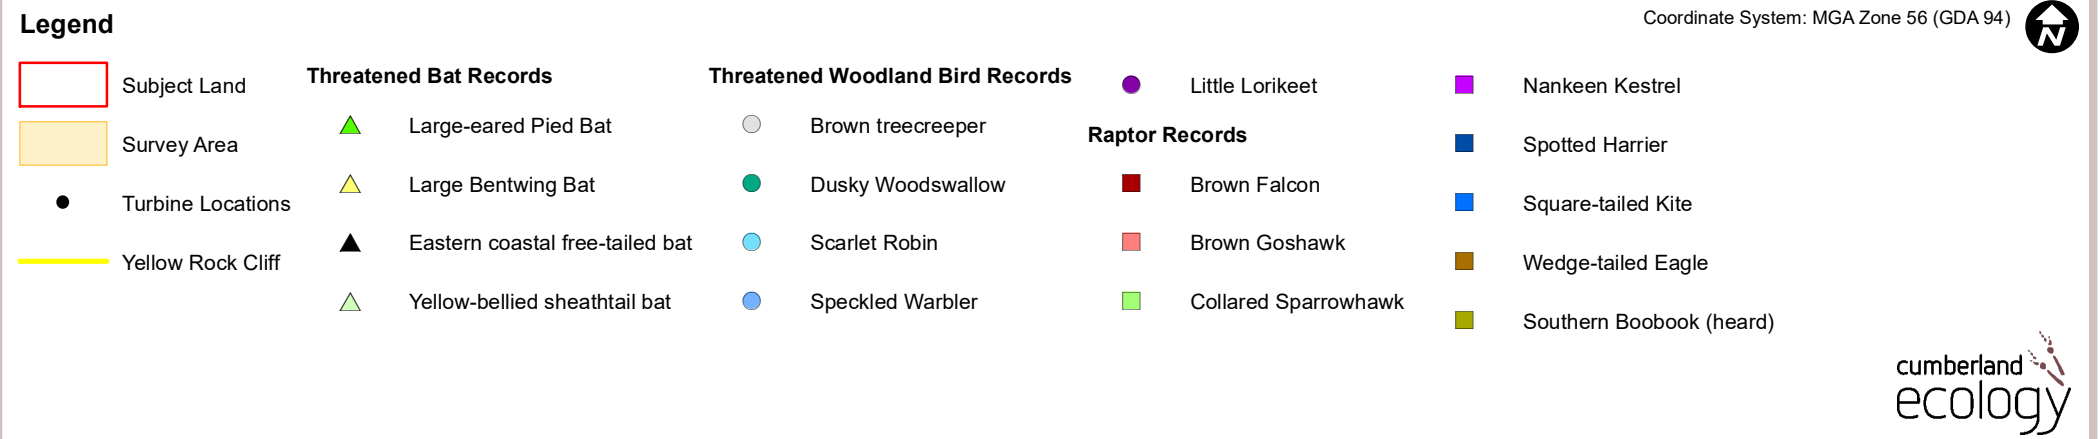 Legend
Coordinate System: MGA Zone 56 (GDA 94)
N
Subject Land
Survey Area
Turbine Locations
Yellow Rock Cliff
Threatened Bat Records
Large-eared Pied Bat
Large Bentwing Bat
Eastern coastal free-tailed bat
Yellow-bellied sheathtail bat
Threatened Woodland Bird Records
Brown treecreeper
Dusky Woodswallow
Scarlet Robin
Speckled Warbler
Little Lorikeet
Raptor Records
Brown Falcon
Brown Goshawk
Collared Sparrowhawk
Nankeen Kestrel
Spotted Harrier
Square-tailed Kite
Wedge-tailed Eagle
Southern Boobook (heard)
cumberland
ecology